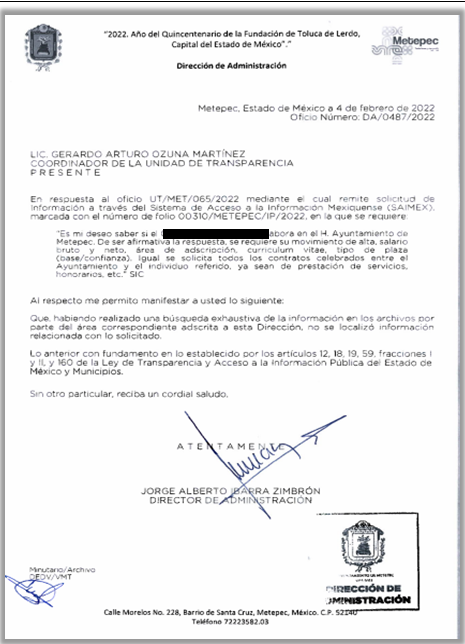 "2022. Año del Quincentenario de la Fundación de Toluca de Lerdo,
Capital del Estado de México".
Metepec
Dirección de Administración
Metepec, Estado de México a 4 de febrero de 2022
Oficio Número: DA/0487/2022
LIC. GERARDO ARTURO OZUNA MARTÍNEZ
COORDINADOR DE LA UNIDAD DE TRANSPARENCIA
P R E S E N T E
En respuesta al oficio UT/MET/065/2022 mediante el cual remite solicitud de
Información a través del Sistema de Acceso a la Información Mexiquense (SAIMEX),
marcada con el número de folio 00310/METEPEC/IP/2022, en la que se requiere:
"Es mi deseo saber si el C abora en el H. Ayuntamiento de
Metepec. De ser afirmativa la respuesta, se requiere su movimiento de alta, salario
bruto y neto, área de adscripción, curriculum vitae, tipo de plaza
(base/confianza). Igual se solicita todos los contratos celebrados entre el
Ayuntamiento y el individuo referido, ya sean de prestación de servicios,
honorarios, etc." SIC
Al respecto me permito manifestar a usted lo siguiente:
Que, habiendo realizado una búsqueda exhaustiva de la información en los archivos por
parte del área correspondiente adscrita a esta Dirección, no se localizó información
relacionada con lo solicitado.
Lo anterior con fundamento en lo establecido por los artículos 12, 18, 19, 59, fracciones I
y II, y 160 de la Ley de Transparencia y Acceso a la Información Pública del Estado de
México y Municipios.
Sin otro particular, reciba un cordial saludo.
A T E N T A M E N T E
JORGE ALBERTO IBARRA ZIMBRÓN
DIRECTOR DE ADMINISTRACIÓN
Minutario/Archivo
DEDV/VMT
DIRECCIÓN DE
ADMINISTRACIÓN
Calle Morelos No. 228, Barrio de Santa Cruz, Metepec, México. C.P. 52140
Teléfono 72223582.03